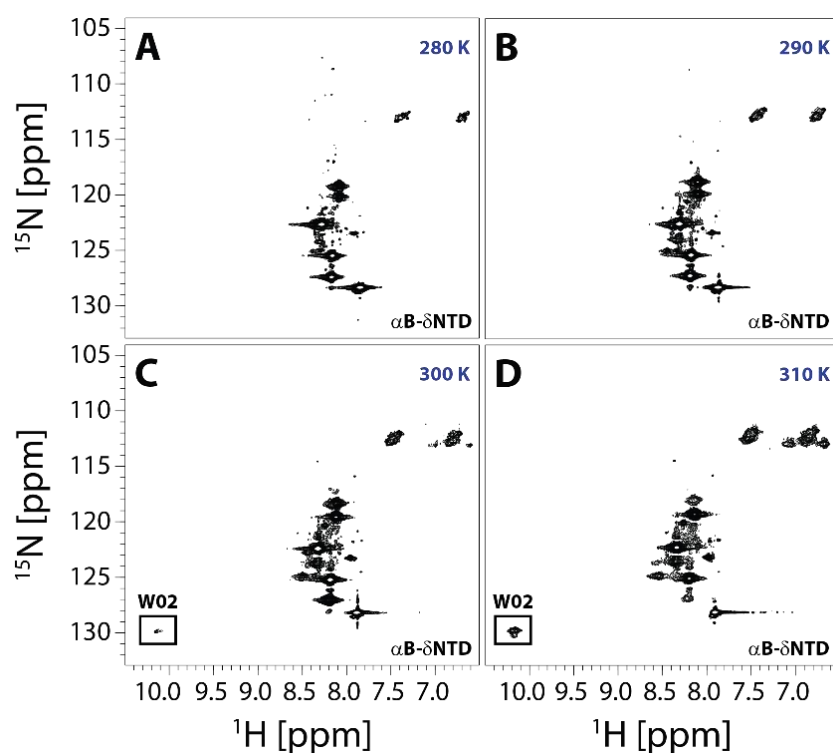 A 280 K
B 290 K
105
110
115
120
125
130
¹⁵N [ppm]
αB-δNTD
αB-δNTD
C 300 K
D 310 K
105
110
115
120
125
130
¹⁵N [ppm]
W02
αB-δNTD
W02
αB-δNTD
10.0 9.5 9.0 8.5 8.0 7.5 7.0
10.0 9.5 9.0 8.5 8.0 7.5 7.0
¹H [ppm]
¹H [ppm]